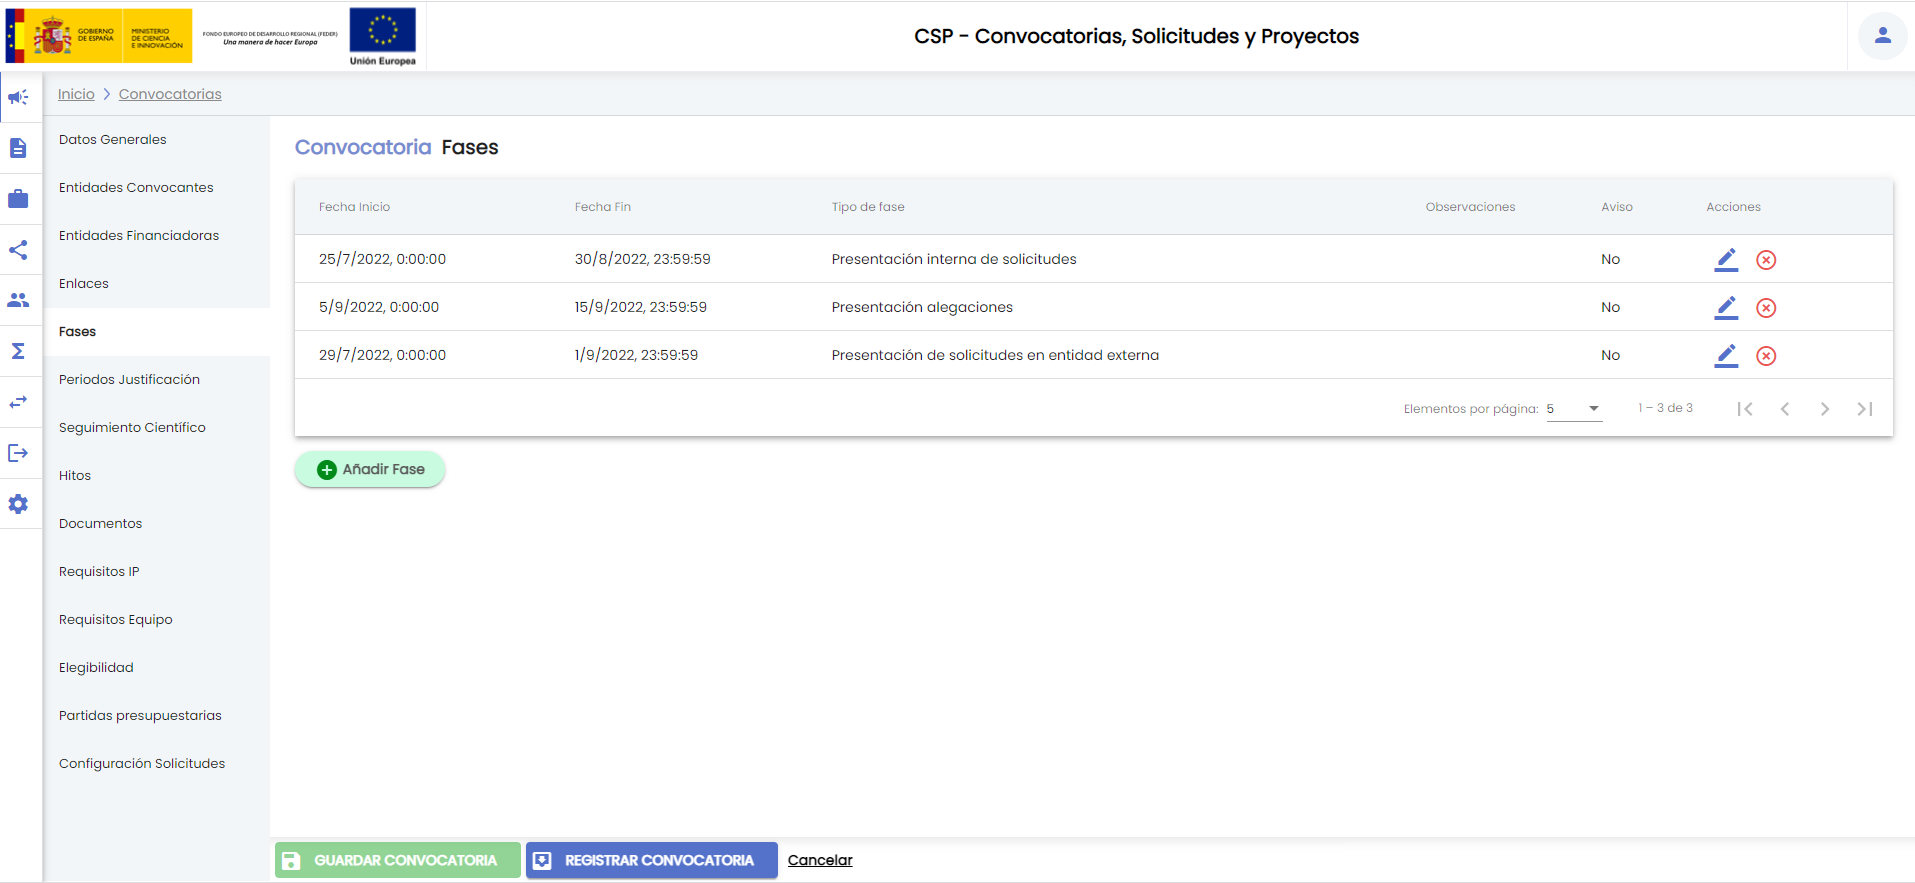 GOBIERNO
DE ESPAÑA
MINISTERIO
DE CIENCIA
E INNOVACIÓN
FONDO EUROPEO DE DESARROLLO REGIONAL (FEDER)
Una manera de hacer Europa
Unión Europea
CSP - Convocatorias, Solicitudes y Proyectos
Inicio > Convocatorias
Datos Generales
Entidades Convocantes
Entidades Financiadoras
Enlaces
Fases
Periodos Justificación
Seguimiento Científico
Hitos
Documentos
Requisitos IP
Requisitos Equipo
Elegibilidad
Partidas presupuestarias
Configuración Solicitudes
Convocatoria Fases
Fecha Inicio Fecha Fin Tipo de fase Observaciones Aviso Acciones
25/7/2022, 0:00:00 30/8/2022, 23:59:59 Presentación interna de solicitudes No
5/9/2022, 0:00:00 15/9/2022, 23:59:59 Presentación alegaciones No
29/7/2022, 0:00:00 1/9/2022, 23:59:59 Presentación de solicitudes en entidad externa No
Elementos por página: 5 1 – 3 de 3
Añadir Fase
GUARDAR CONVOCATORIA REGISTRAR CONVOCATORIA Cancelar